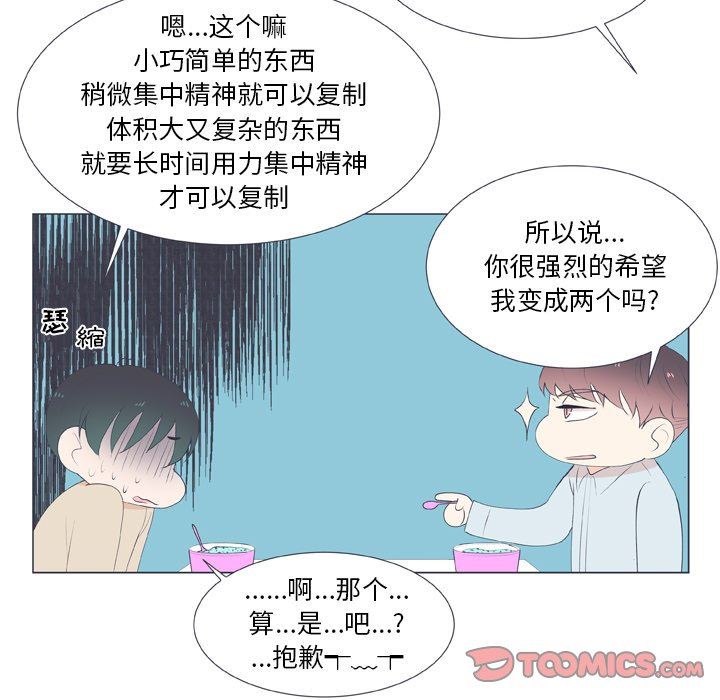 嗯...这个嘛
小巧简单的东西
稍微集中精神就可以复制
体积大又复杂的东西
就要长时间用力集中精神
才可以复制
所以说...
你很强烈的希望
我变成两个吗?
瑟
縮
......啊...那个...
算...是...吧...?
...抱歉┭﹏┮
TOOMICS.COM